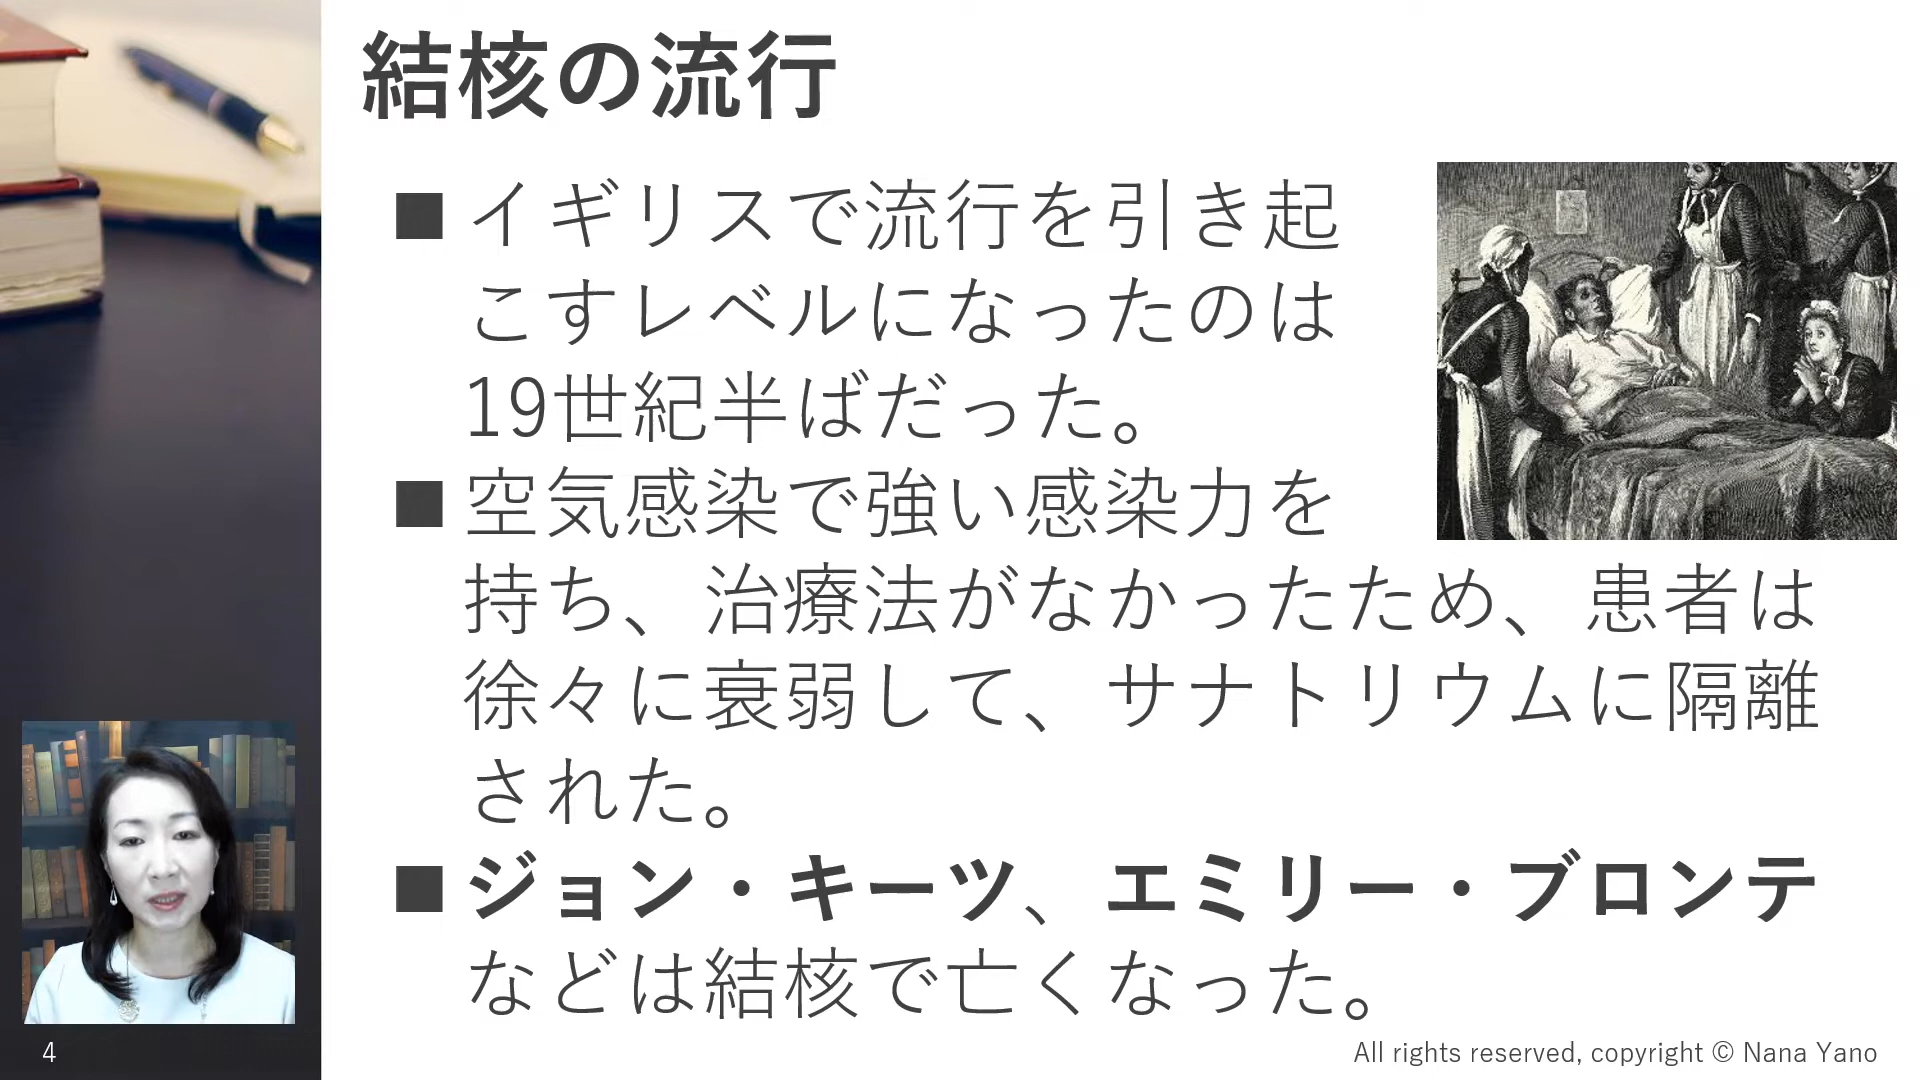 結核の流行
■イギリスで流行を引き起
こすレベルになったのは
19世紀半ばだった。
■空気感染で強い感染力を
持ち、治療法がなかったため、患者は
徐々に衰弱して、サナトリウムに隔離
された。
■ジョン・キーツ、エミリー・ブロンテ
などは結核で亡くなった。
4
All rights reserved, copyright © Nana Yano